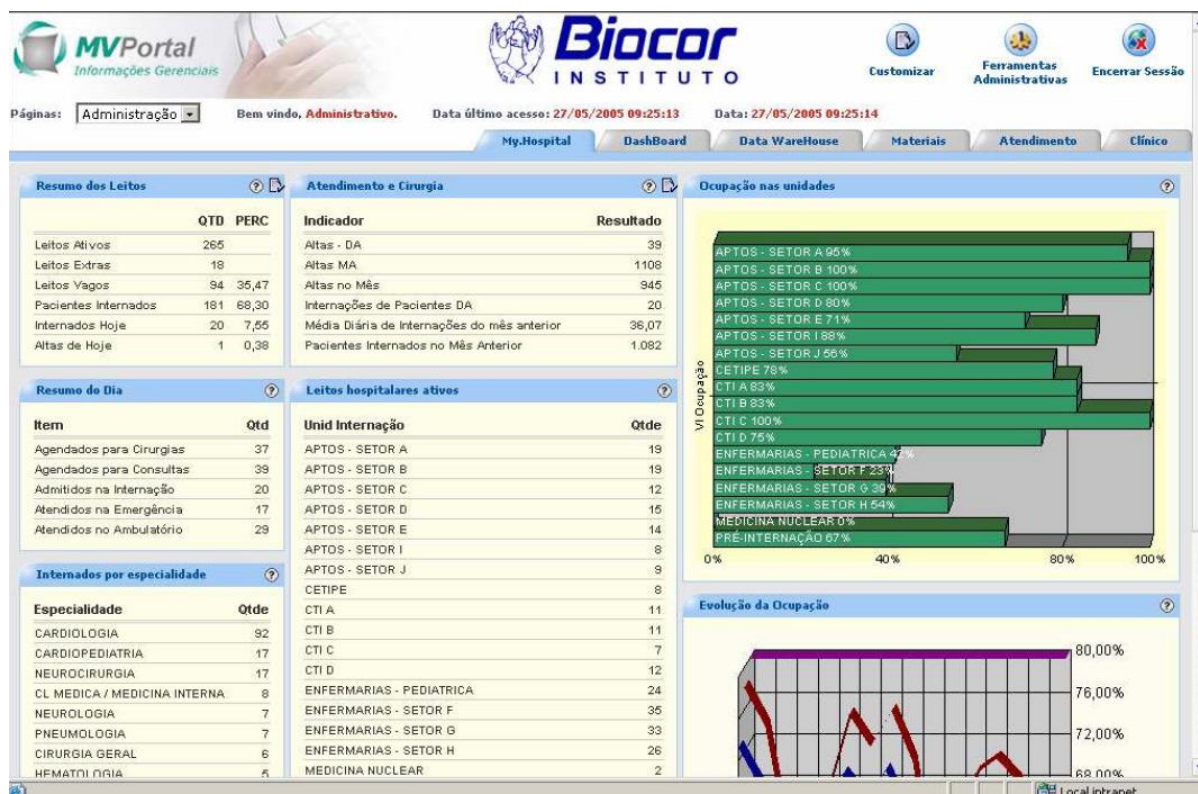 MVPortal
Informações Gerenciais
Biocor
INSTITUTO
Customizar
Ferramentas
Administrativas
Encerrar Sessão
Páginas: Administração
Bem vindo, Administrativo.
Data último acesso: 27/05/2005 09:25:13
Data: 27/05/2005 09:25:14
My.Hospital
DashBoard
Data WareHouse
Materiais
Atendimento
Clínico
Resumo dos Leitos
QTD PERC
Leitos Ativos 265
Leitos Extras 18
Leitos Vagos 94 35,47
Pacientes Internados 181 68,30
Internados Hoje 20 7,55
Altas de Hoje 1 0,38
Resumo do Dia
Item Qtd
Agendados para Cirurgias 37
Agendados para Consultas 39
Admitidos na Internação 20
Atendidos na Emergência 17
Atendidos no Ambulatório 29
Internados por especialidade
Especialidade Qtde
CARDIOLOGIA 92
CARDIOPEDIATRIA 17
NEUROCIRURGIA 17
CL MEDICA / MEDICINA INTERNA 8
NEUROLOGIA 7
PNEUMOLOGIA 7
CIRURGIA GERAL 6
HEMATOLOGIA 5
Atendimento e Cirurgia
Indicador Resultado
Altas - DA 39
Altas MA 1108
Altas no Mês 945
Internações de Pacientes DA 20
Média Diária de Internações do mês anterior 36,07
Pacientes Internados no Mês Anterior 1.082
Leitos hospitalares ativos
Unid Internação Qtde
APTOS - SETOR A 19
APTOS - SETOR B 19
APTOS - SETOR C 12
APTOS - SETOR D 15
APTOS - SETOR E 14
APTOS - SETOR I 8
APTOS - SETOR J 9
CETIPE 8
CTI A 11
CTI B 11
CTI C 7
CTI D 12
ENFERMARIAS - PEDIATRICA 24
ENFERMARIAS - SETOR F 35
ENFERMARIAS - SETOR G 33
ENFERMARIAS - SETOR H 26
MEDICINA NUCLEAR 2
Ocupação nas unidades
VI Ocupação
APTOS - SETOR A 95%
APTOS - SETOR B 100%
APTOS - SETOR C 100%
APTOS - SETOR D 80%
APTOS - SETOR E 71%
APTOS - SETOR I 88%
APTOS - SETOR J 56%
CETIPE 78%
CTI A 83%
CTI B 83%
CTI C 100%
CTI D 75%
ENFERMARIAS - PEDIATRICA 42%
ENFERMARIAS - SETOR F 23%
ENFERMARIAS - SETOR G 39%
ENFERMARIAS - SETOR H 54%
MEDICINA NUCLEAR 0%
PRÉ-INTERNAÇÃO 67%
0% 40% 80% 100%
Evolução da Ocupação
80,00%
76,00%
72,00%
68,00%
Local intranet